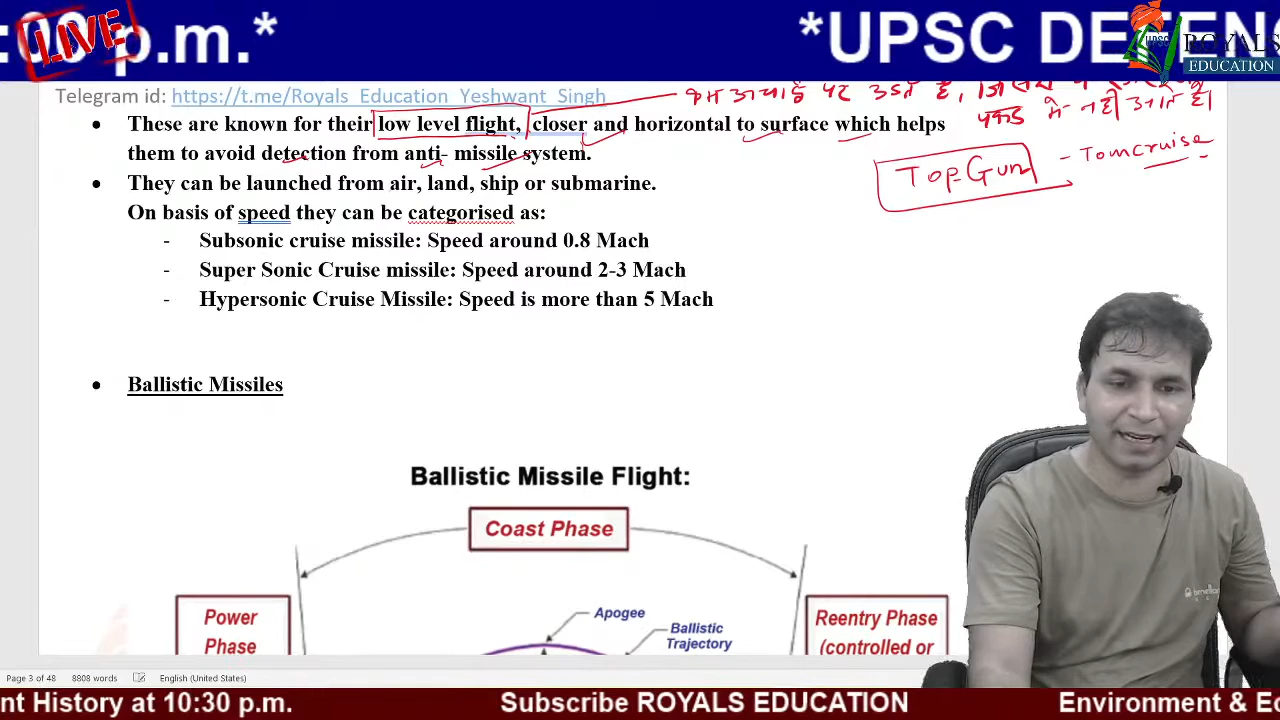 :00 p.m.* *UPSC DEFEN
LIVE
UPSC ROYALS
EDUCATION
Telegram id: https://t.me/Royals_Education_Yeshwant_Singh
कम ऊंचाई पर उड़ते है,
पकड़ मे नही आते है।
These are known for their low level flight, closer and horizontal to surface which helps
them to avoid detection from anti- missile system.
Top Gun - Tomcruise
They can be launched from air, land, ship or submarine.
On basis of speed they can be categorised as:
- Subsonic cruise missile: Speed around 0.8 Mach
- Super Sonic Cruise missile: Speed around 2-3 Mach
- Hypersonic Cruise Missile: Speed is more than 5 Mach
Ballistic Missiles
Ballistic Missile Flight:
Coast Phase
Power
Phase
Apogee
Ballistic
Trajectory
Reentry Phase
(controlled or
Page 3 of 48 8808 words English (United States)
nt History at 10:30 p.m. Subscribe ROYALS EDUCATION Environment & E